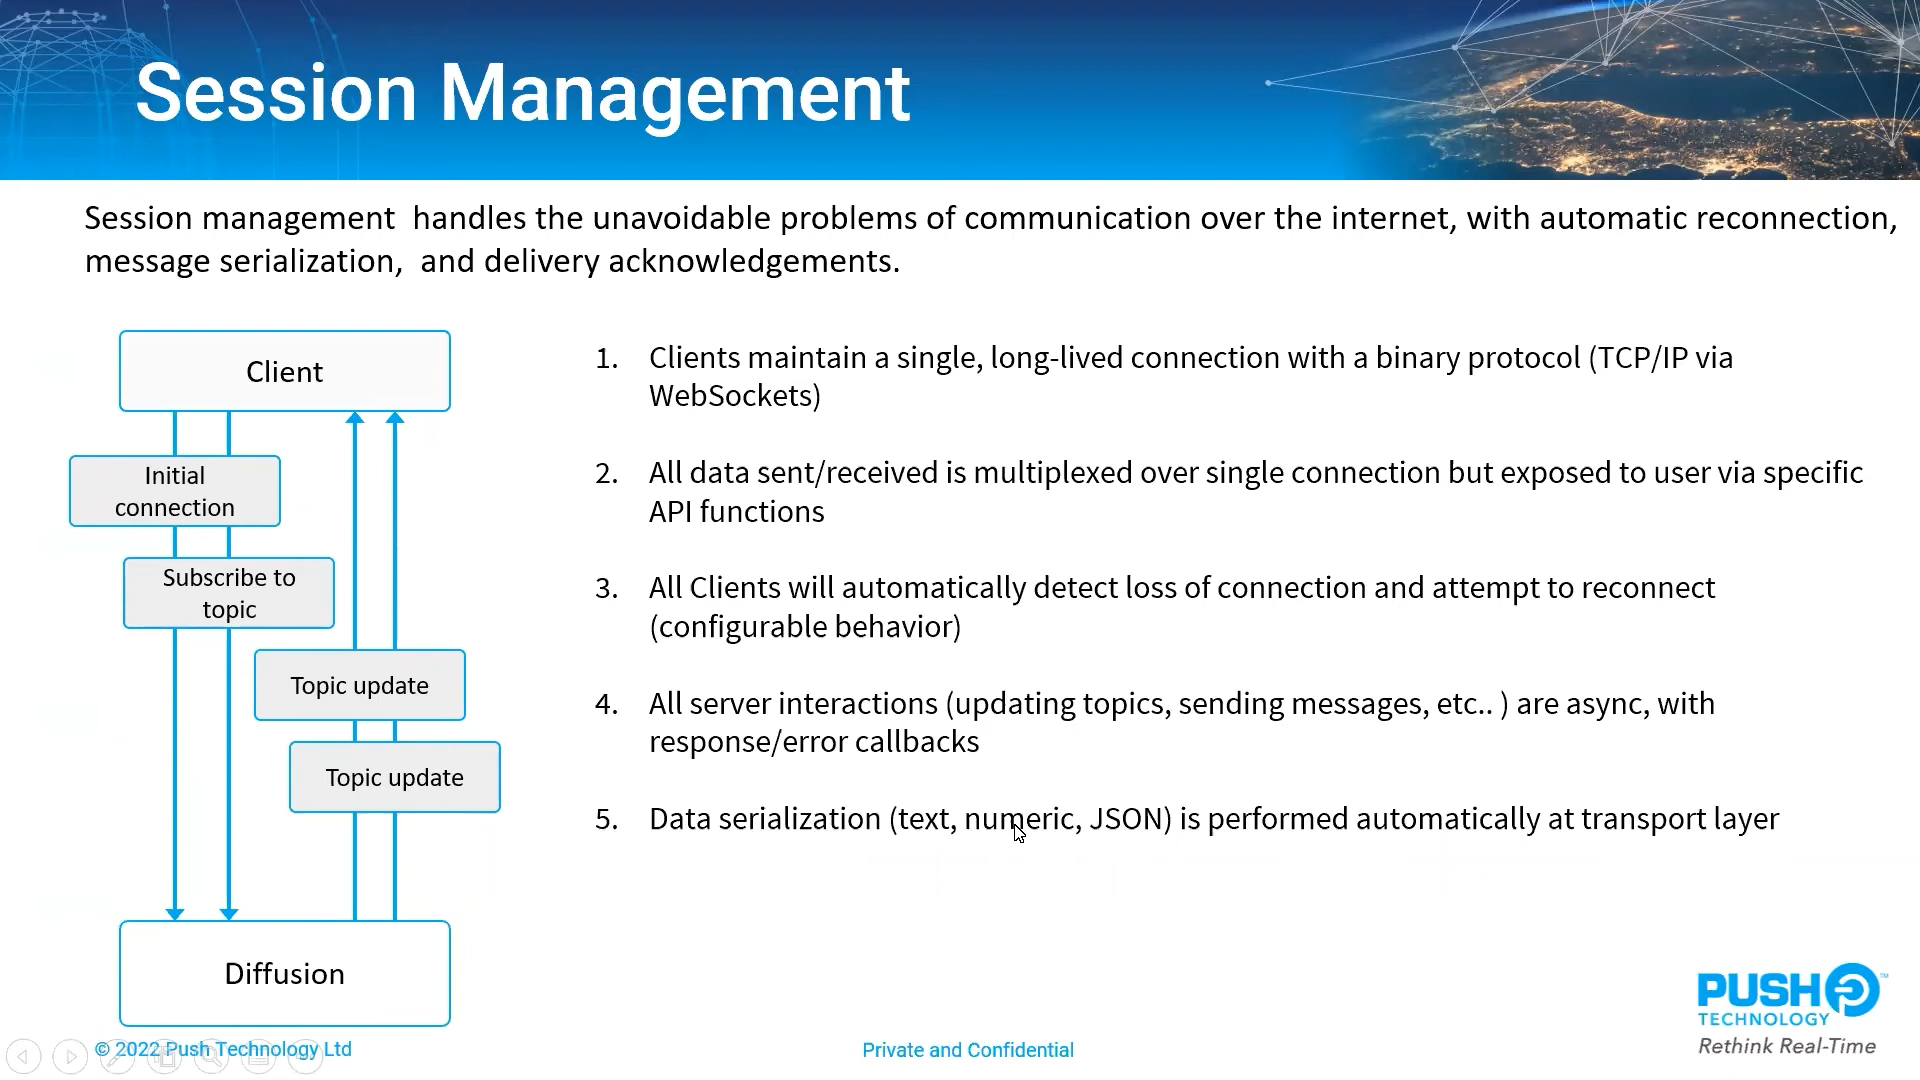 Session Management
Session management  handles the unavoidable problems of communication over the internet, with automatic reconnection,
message serialization,  and delivery acknowledgements.
Client
Initial
connection
Subscribe to
topic
Topic update
Topic update
Diffusion
1. Clients maintain a single, long-lived connection with a binary protocol (TCP/IP via
WebSockets)
2. All data sent/received is multiplexed over single connection but exposed to user via specific
API functions
3. All Clients will automatically detect loss of connection and attempt to reconnect
(configurable behavior)
4. All server interactions (updating topics, sending messages, etc.. ) are async, with
response/error callbacks
5. Data serialization (text, numeric, JSON) is performed automatically at transport layer
PUSH
TECHNOLOGY
Rethink Real-Time
© 2022 Push Technology Ltd
Private and Confidential